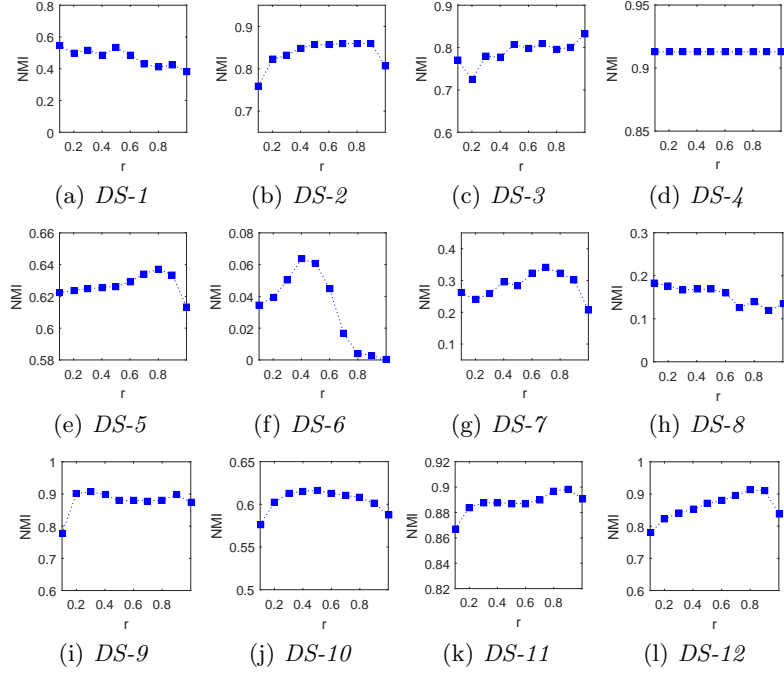 NMI
0.8
0.6
0.4
0.2
0
0.2 0.4 0.6 0.8
r
(a) DS-1
NMI
0.9
0.8
0.7
0.2 0.4 0.6 0.8
r
(b) DS-2
NMI
0.9
0.8
0.7
0.6
0.2 0.4 0.6 0.8
r
(c) DS-3
NMI
0.95
0.9
0.85
0.2 0.4 0.6 0.8
r
(d) DS-4
NMI
0.66
0.64
0.62
0.6
0.58
0.2 0.4 0.6 0.8
r
(e) DS-5
NMI
0.08
0.06
0.04
0.02
0
0.2 0.4 0.6 0.8
r
(f) DS-6
NMI
0.4
0.3
0.2
0.1
0.2 0.4 0.6 0.8
r
(g) DS-7
NMI
0.3
0.2
0.1
0
0.2 0.4 0.6 0.8
r
(h) DS-8
NMI
1
0.9
0.8
0.7
0.6
0.2 0.4 0.6 0.8
r
(i) DS-9
NMI
0.65
0.6
0.55
0.5
0.2 0.4 0.6 0.8
r
(j) DS-10
NMI
0.92
0.9
0.88
0.86
0.84
0.82
0.2 0.4 0.6 0.8
r
(k) DS-11
NMI
1
0.9
0.8
0.7
0.6
0.2 0.4 0.6 0.8
r
(l) DS-12